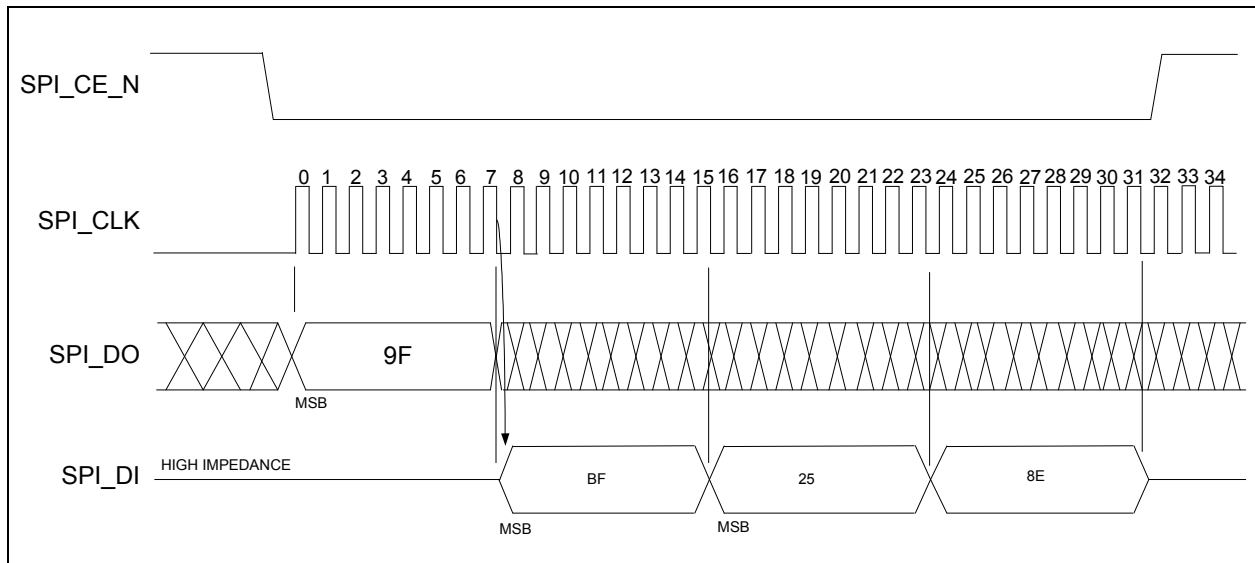 SPI_CE_N
0 1 2 3 4 5 6 7 8 9 10 11 12 13 14 15 16 17 18 19 20 21 22 23 24 25 26 27 28 29 30 31 32 33 34
SPI_CLK
SPI_DO
9F
MSB
HIGH IMPEDANCE
SPI_DI
BF
25
8E
MSB
MSB